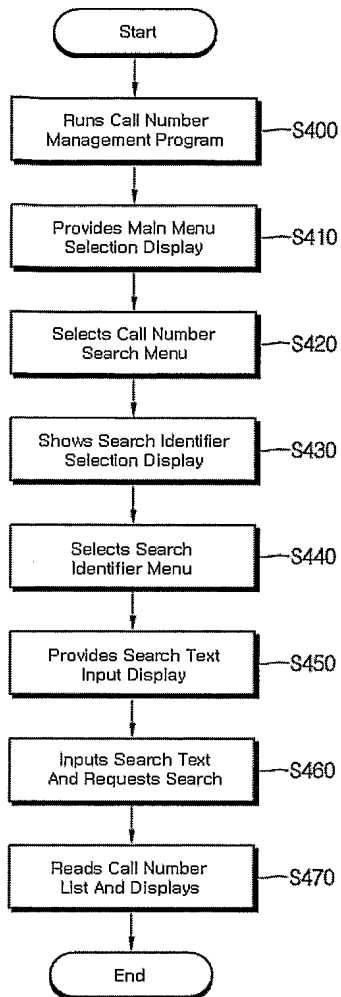 Start
Runs Call Number
Management Program
S400
Provides Main Menu
Selection Display
S410
Selects Call Number
Search Menu
S420
Shows Search Identifier
Selection Display
S430
Selects Search
Identifier Menu
S440
Provides Search Text
Input Display
S450
Inputs Search Text
And Requests Search
S460
Reads Call Number
List And Displays
S470
End